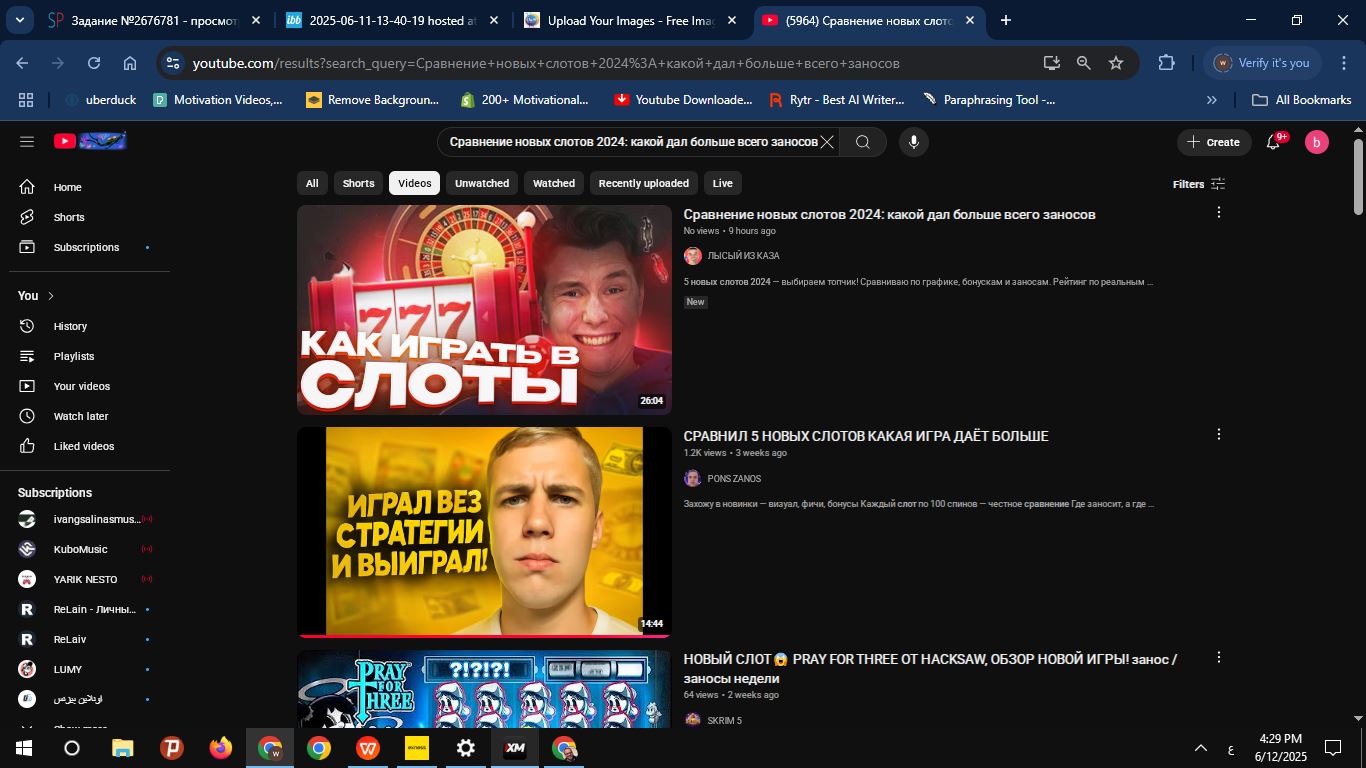 Задание №2676781 - просмот
2025-06-11-13-40-19 hosted at
Upload Your Images - Free Imag
(5964) Сравнение новых слото
youtube.com/results?search_query=Сравнение+новых+слотов+2024%3A+какой+дал+больше+всего+заносов
Verify it's you
uberduck
Motivation Videos,...
Remove Backgroun...
200+ Motivational...
Youtube Downloade...
Rytr - Best AI Writer...
Paraphrasing Tool -...
All Bookmarks
Сравнение новых слотов 2024: какой дал больше всего заносов
Create
9+
b
All
Shorts
Videos
Unwatched
Watched
Recently uploaded
Live
Filters
Home
Shorts
Subscriptions
You
History
Playlists
Your videos
Watch later
Liked videos
Subscriptions
ivangsalinasmus...
KuboMusic
YARIK NESTO
ReLain - Личны...
ReLaiv
LUMY
اونلاين بيزنس
777
КАК ИГРАТЬ В
СЛОТЫ
26:04
Сравнение новых слотов 2024: какой дал больше всего заносов
No views • 9 hours ago
ЛЫСЫЙ ИЗ КАЗА
5 новых слотов 2024 — выбираем топчик! Сравниваю по графике, бонускам и заносам. Рейтинг по реальным ...
New
ИГРАЛ ВЕЗ
СТРАТЕГИИ
И ВЫИГРАЛ!
14:44
СРАВНИЛ 5 НОВЫХ СЛОТОВ КАКАЯ ИГРА ДАЁТ БОЛЬШЕ
1.2K views • 3 weeks ago
PONS ZANOS
Захожу в новинки — визуал, фичи, бонусы Каждый слот по 100 спинов — честное сравнение Где заносит, а где ...
PRAY
FOR
THREE
?!?!?!
НОВЫЙ СЛОТ😱 PRAY FOR THREE ОТ HACKSAW, ОБЗОР НОВОЙ ИГРЫ! занос /
заносы недели
64 views • 2 weeks ago
SKRIM 5
exness
XM
ع
4:29 PM
6/12/2025